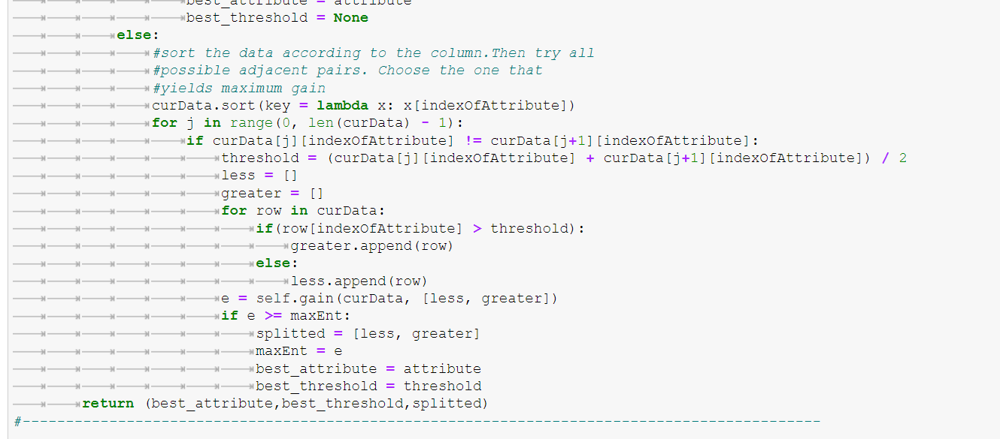 best_attribute = attribute
best_threshold = None
else:
#sort the data according to the column.Then try all
#possible adjacent pairs. Choose the one that
#yields maximum gain
curData.sort(key = lambda x: x[indexOfAttribute])
for j in range(0, len(curData) - 1):
if curData[j][indexOfAttribute] != curData[j+1][indexOfAttribute]:
threshold = (curData[j][indexOfAttribute] + curData[j+1][indexOfAttribute]) / 2
less = []
greater = []
for row in curData:
if(row[indexOfAttribute] > threshold):
greater.append(row)
else:
less.append(row)
e = self.gain(curData, [less, greater])
if e >= maxEnt:
splitted = [less, greater]
maxEnt = e
best_attribute = attribute
best_threshold = threshold
return (best_attribute,best_threshold,splitted)
#--------------------------------------------------------------------------------------------